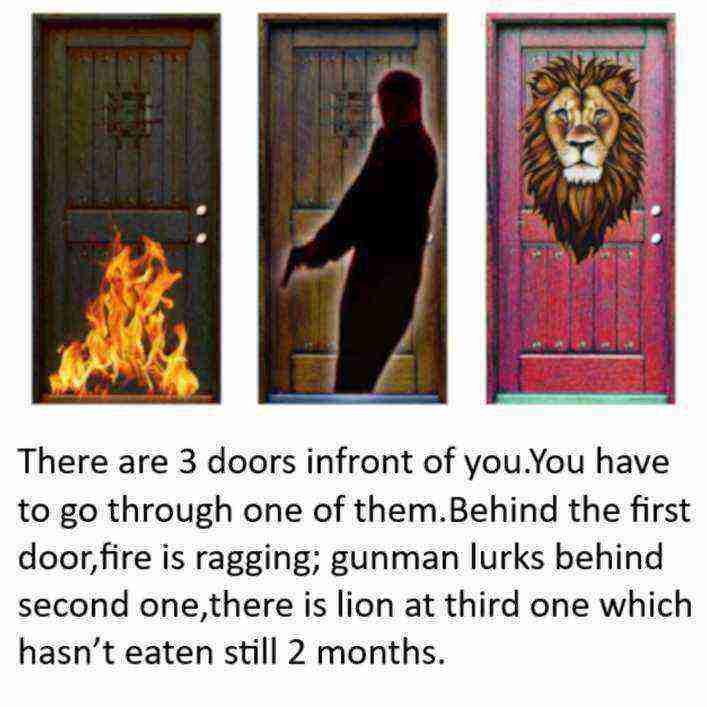 There are 3 doors infront of you.You have
to go through one of them.Behind the first
door,fire is ragging; gunman lurks behind
second one,there is lion at third one which
hasn’t eaten still 2 months.